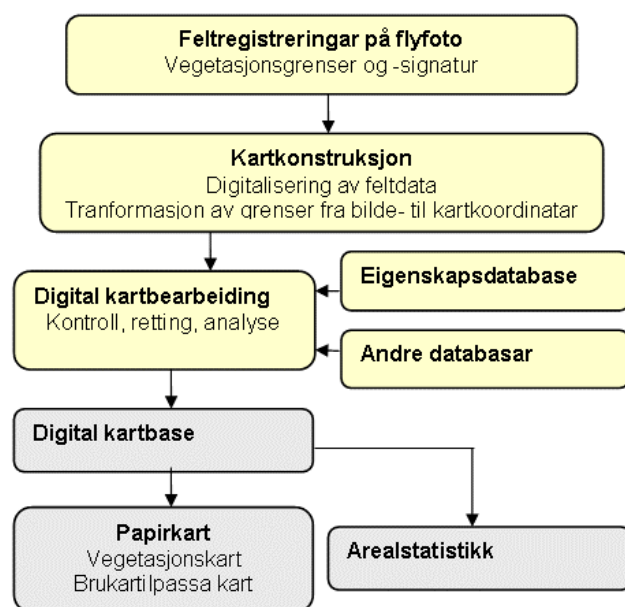 Feltregistreringar på flyfoto
Vegetasjonsgrenser og -signatur
Kartkonstruksjon
Digitalisering av feltdata
Tranformasjon av grenser fra bilde- til kartkoordinatar
Digital kartbearbeiding
Kontroll, retting, analyse
Eigenskapsdatabase
Andre databasar
Digital kartbase
Papirkart
Vegetasjonskart
Brukartilpassa kart
Arealstatistikk